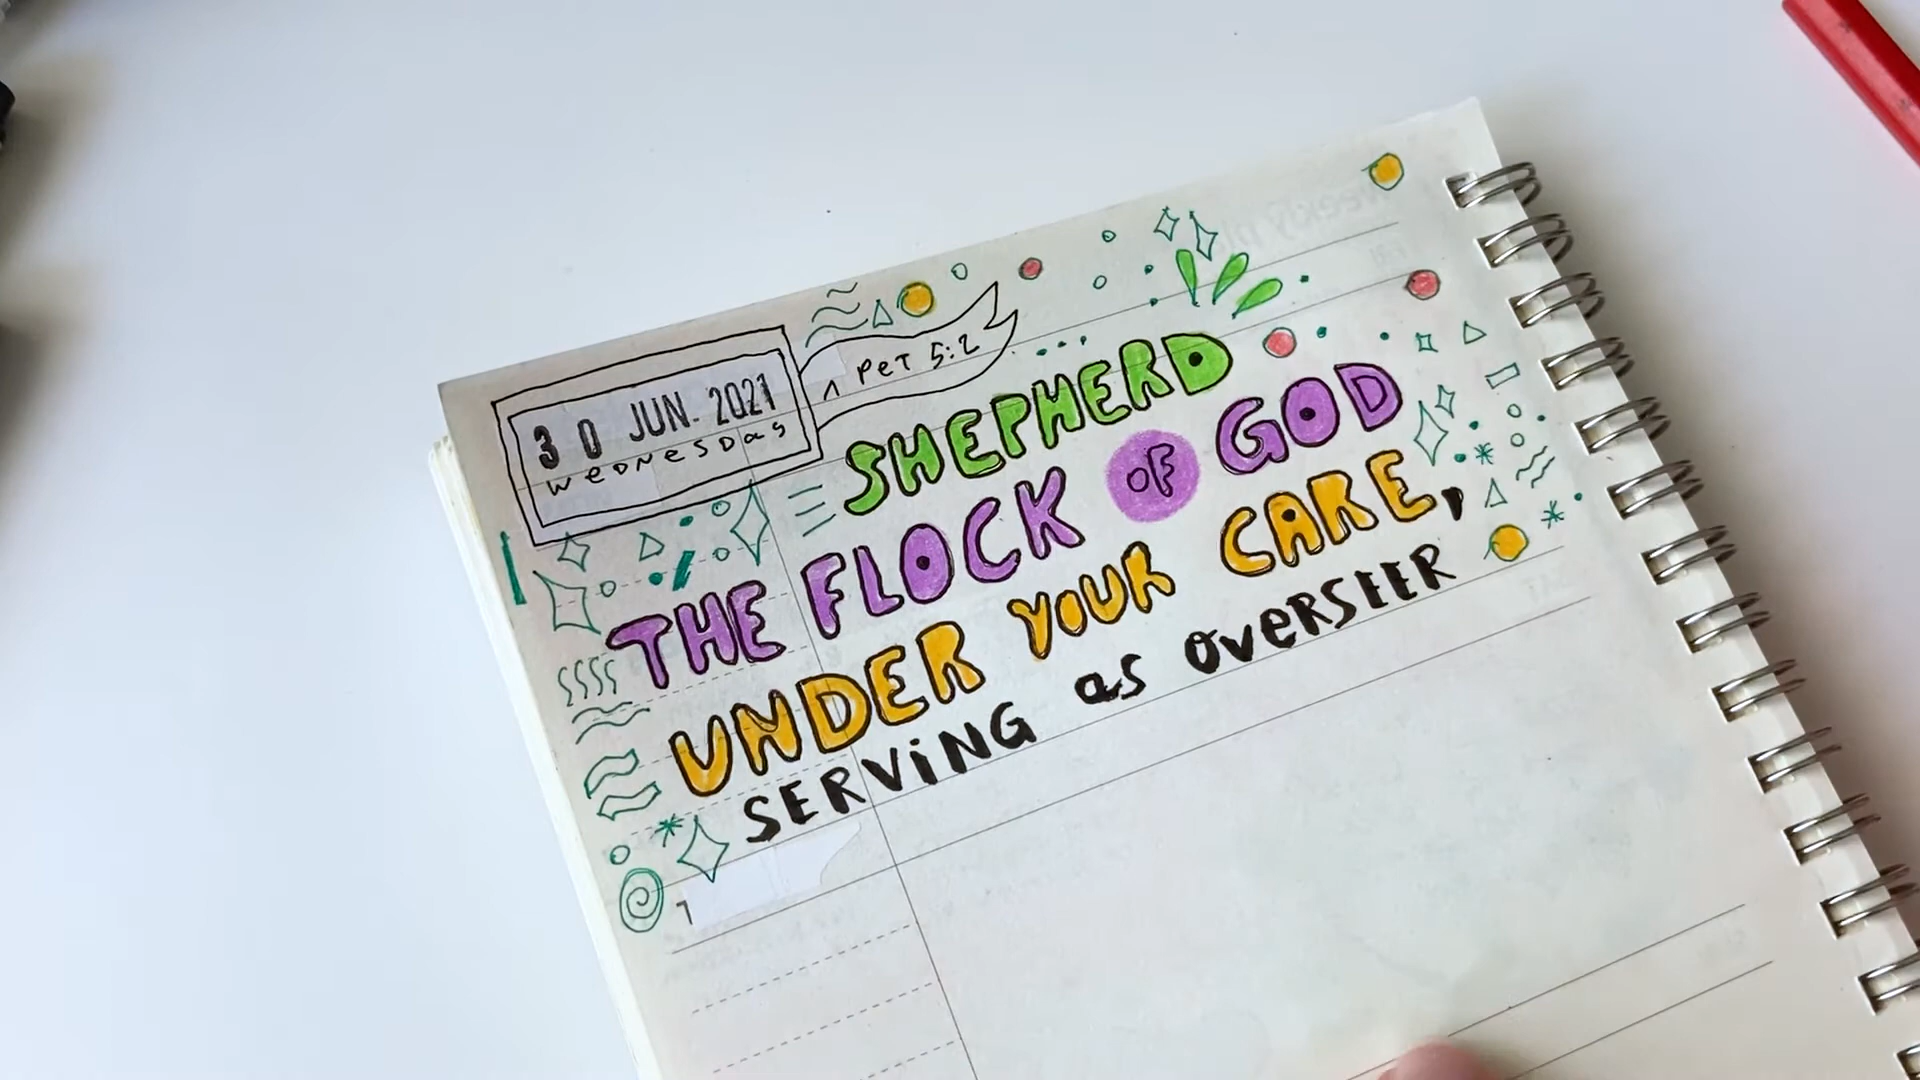 30 JUN. 2021
WEDNESDAY
1 PET 5:2
SHEPHERD
THE FLOCK OF GOD
UNDER YOUR CARE,
SERVING as OVERSEER